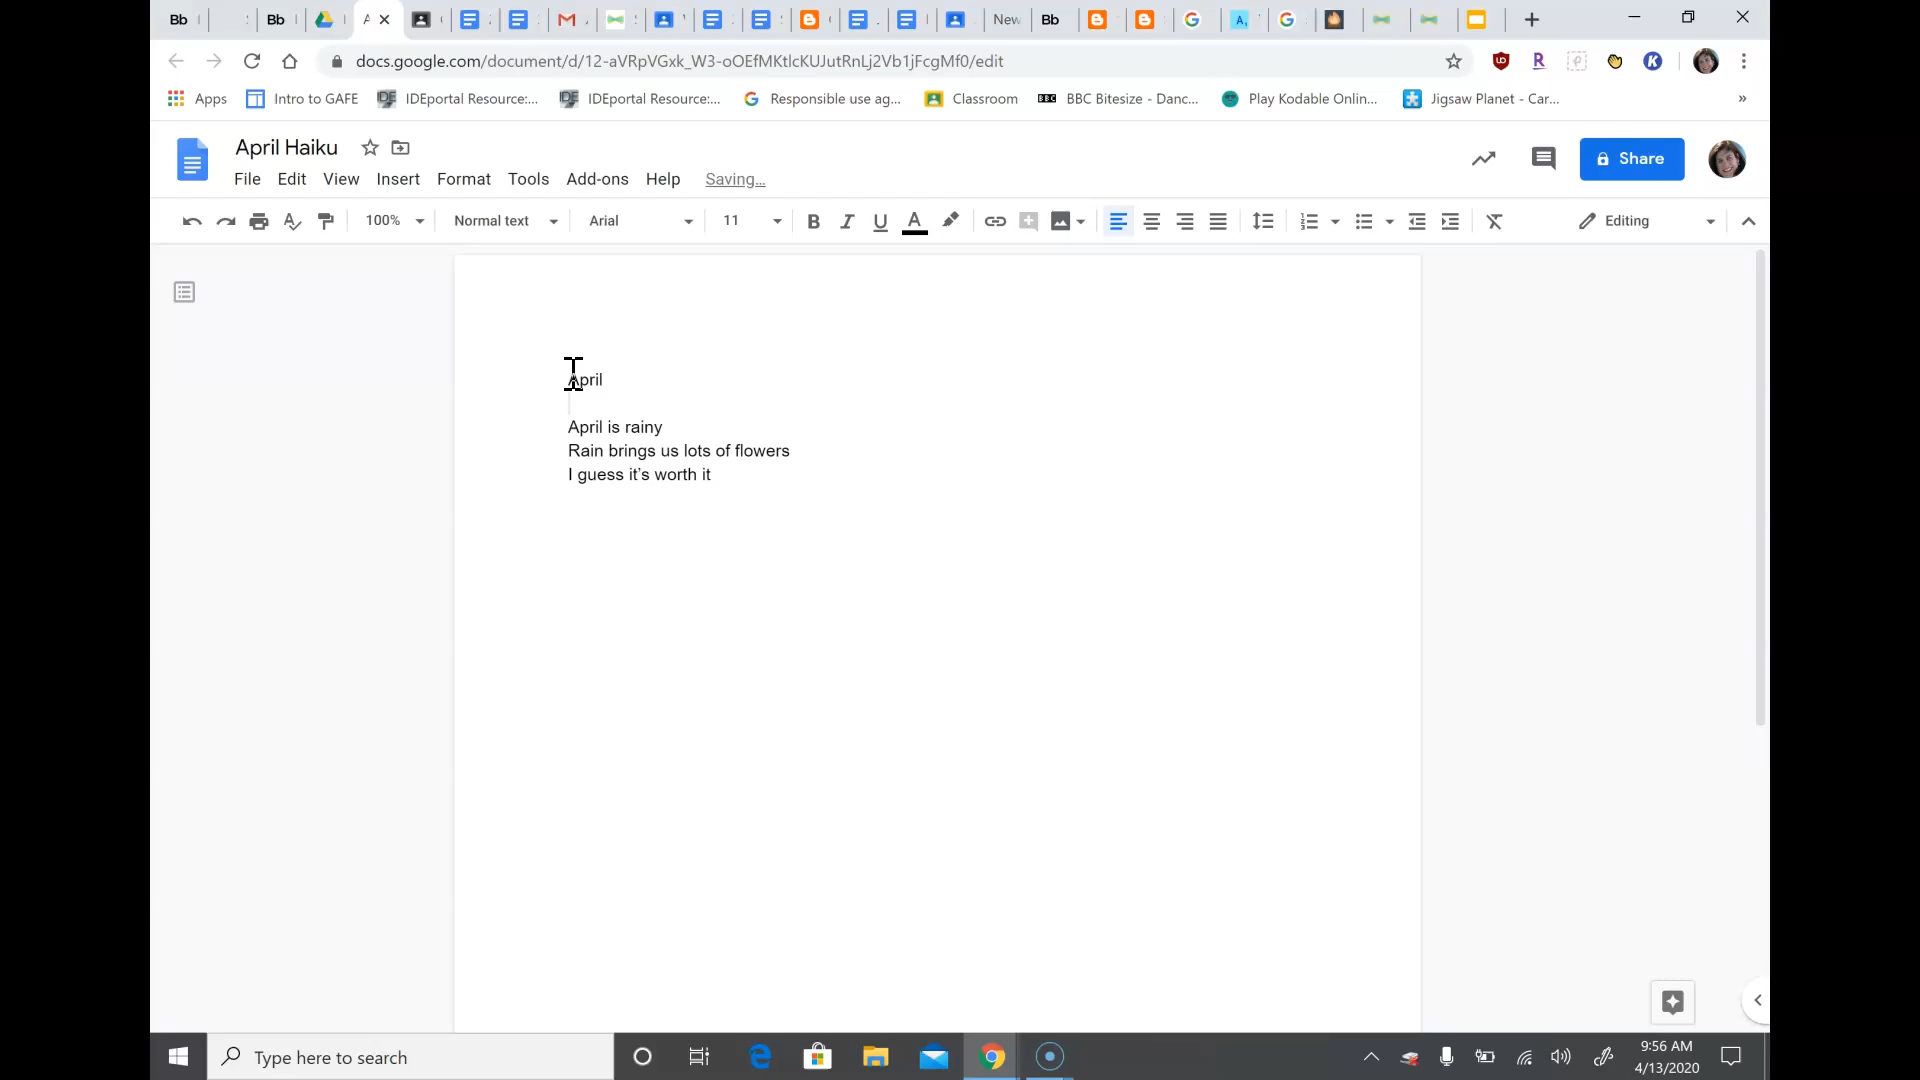 Bb
Bb
A
New
Bb
A,
docs.google.com/document/d/12-aVRpVGxk_W3-oOEfMKtlcKUJutRnLj2Vb1jFcgMf0/edit
Apps
Intro to GAFE
IDEportal Resource:...
IDEportal Resource:...
Responsible use ag...
Classroom
BBC BBC Bitesize - Danc...
Play Kodable Onlin...
Jigsaw Planet - Car...
»
April Haiku
File Edit View Insert Format Tools Add-ons Help Saving...
Share
100% Normal text Arial 11 B I U A Editing
April
April is rainy
Rain brings us lots of flowers
I guess it's worth it
Type here to search
9:56 AM
4/13/2020